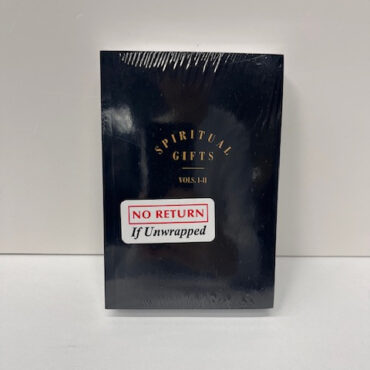 SPIRITUAL
GIFTS
VOLS. I-II
NO RETURN
If Unwrapped